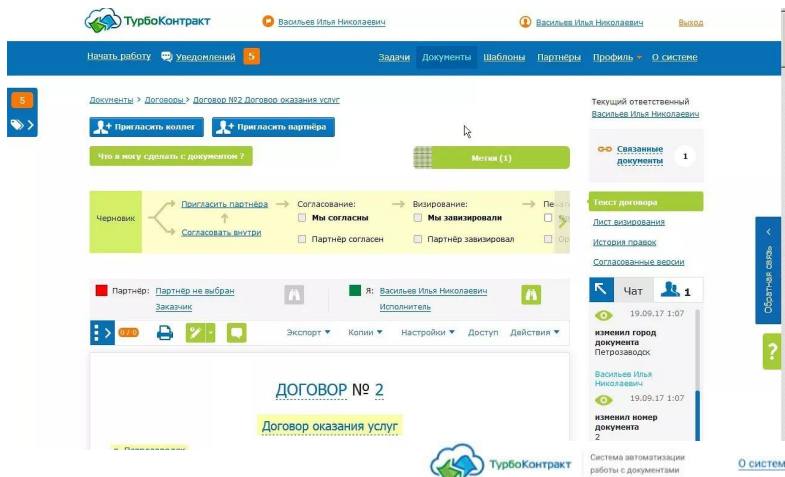 ТурбоКонтракт
Васильев Илья Николаевич
Васильев Илья Николаевич
Выход
Начать работу
Уведомлений 5
Задачи Документы Шаблоны Партнёры Профиль О системе
5
Документы > Договоры > Договор №2 Договор оказания услуг
Текущий ответственный
Васильев Илья Николаевич
+ Пригласить коллег
+ Пригласить партнёра
Что я могу сделать с документом ?
Метки (1)
Связанные
документы 1
Черновик
Пригласить партнёра
Согласовать внутри
Согласование:
Мы согласны
Партнёр согласен
Визирование:
Мы завизировали
Партнёр завизировал
Текст договора
Лист визирования
История правок
Согласованные версии
Обратная связь
Партнёр: Партнёр не выбран
Заказчик
Я: Васильев Илья Николаевич
Исполнитель
Чат 1
0 / 0
Экспорт Копии Настройки Доступ Действия
19.09.17 1:07
изменил город
документа
Петрозаводск
Васильев Илья
Николаевич
19.09.17 1:07
изменил номер
документа
2
?
ДОГОВОР № 2
Договор оказания услуг
ТурбоКонтракт
Система автоматизации
работы с документами
О систем